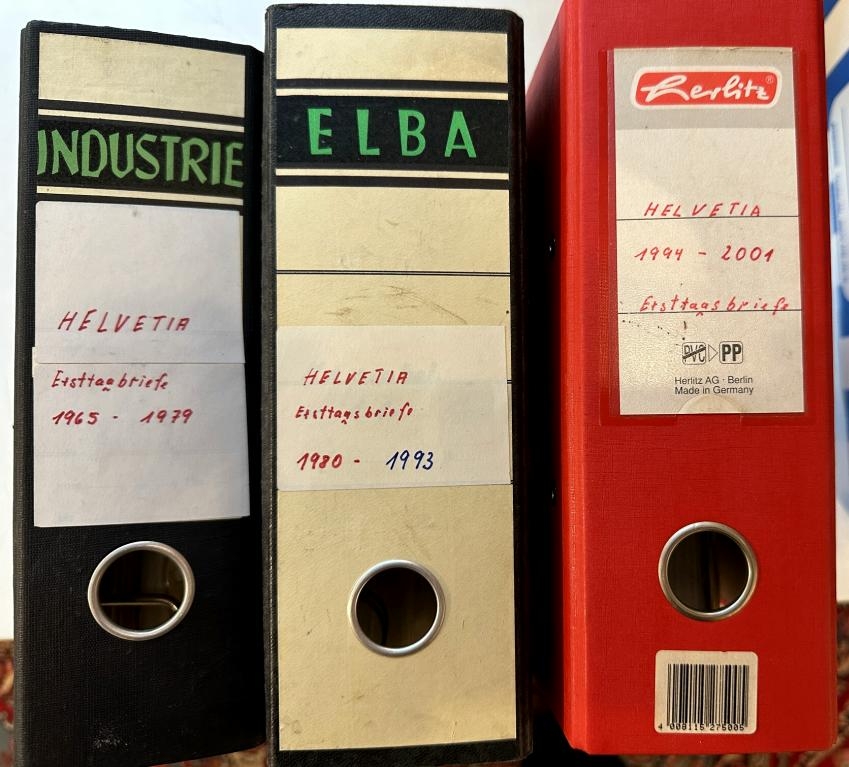 INDUSTRIE
HELVETIA
Ersttagbriefe
1965 - 1979
ELBA
HELVETIA
Ersttagsbriefe
1980 - 1993
Herlitz®
HELVETIA
1994 - 2001
Ersttagsbriefe
PVC PP
Herlitz AG · Berlin
Made in Germany
4 008115 275005